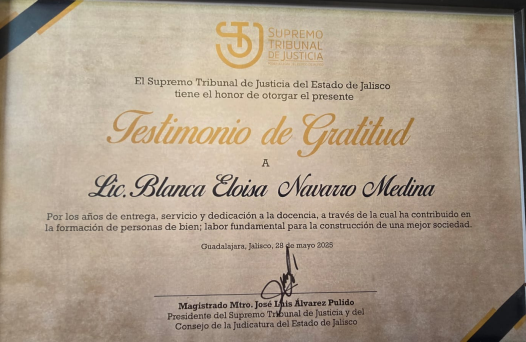 STJ
SUPREMO
TRIBUNAL
DE JUSTICIA
El Supremo Tribunal de Justicia del Estado de Jalisco
tiene el honor de otorgar el presente
Testimonio de Gratitud
A
Lic. Blanca Eloisa Navarro Medina
Por los años de entrega, servicio y dedicación a la docencia, a través de la cual ha contribuido en
la formación de personas de bien; labor fundamental para la construcción de una mejor sociedad.
Guadalajara, Jalisco, 28 de mayo 2025
Magistrado Mtro. José Luis Álvarez Pulido
Presidente del Supremo Tribunal de Justicia y del
Consejo de la Judicatura del Estado de Jalisco